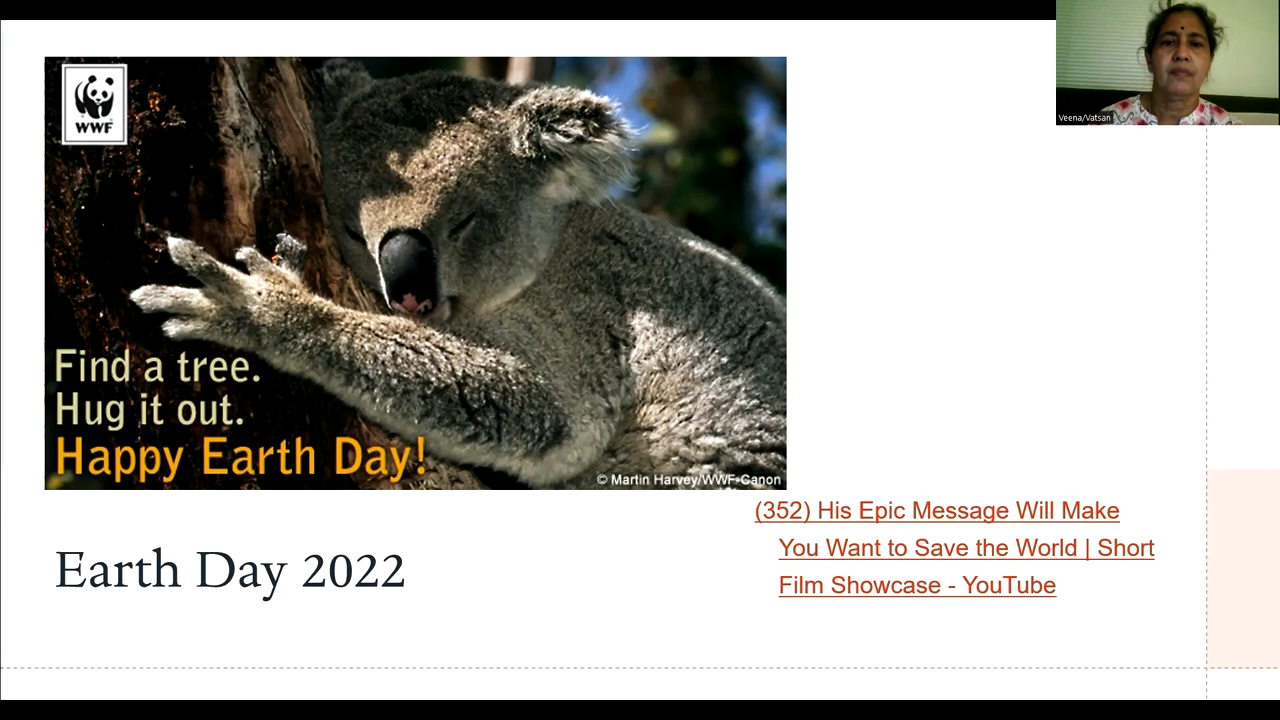 WWF
Find a tree.
Hug it out.
Happy Earth Day!
© Martin Harvey/WWF-Canon
Veena/Vatsan
(352) His Epic Message Will Make
You Want to Save the World | Short
Film Showcase - YouTube
Earth Day 2022